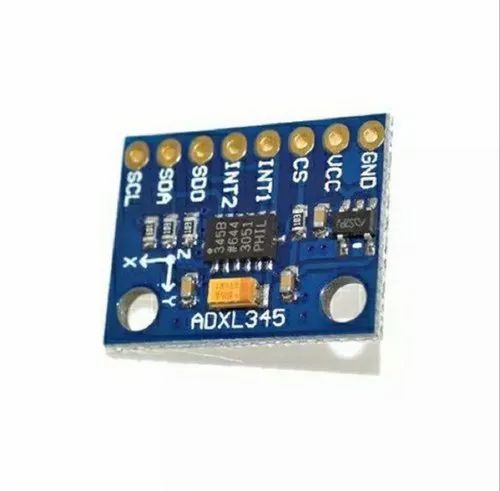 SCL
SDA
SDO
INT2
INT1
CS
VCC
GND
345B
#644
3051
PHIL
Z
X
Y
ADXL345